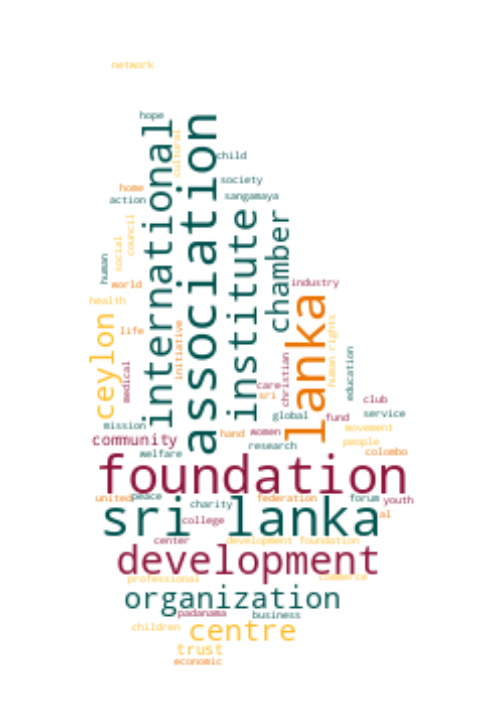 network
hope
international
association
cultural
child
society
sangamaya
home
action
institute
chamber
council
social
human
world
industry
health
lanka
ceylon
life
initiative
human rights
medical
christian
education
care
sri
club
global
fund
service
mission
hand
women
movement
community
people
research
welfare
colombo
foundation
united
peace
federation
forum
youth
charity
sri lanka
al
college
center
development foundation
development
professional
commerce
organization
padanama
business
children
centre
trust
economic